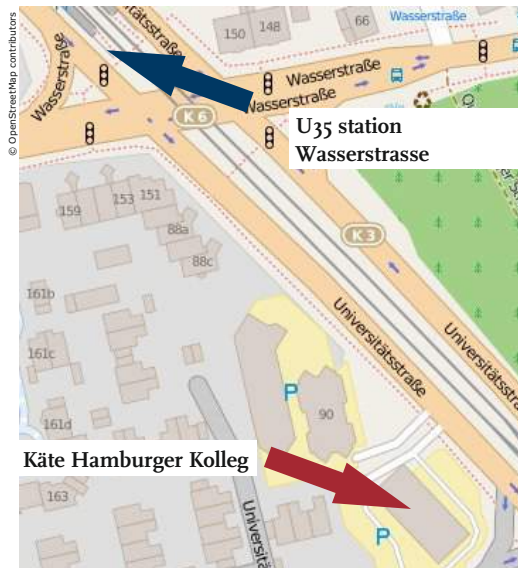 © OpenStreetMap contributors
Universitätsstraße
150
148
66
Wasserstraße
Wasserstraße
Wasserstraße
Wasserstraße
K 6
U35 station
Wasserstrasse
159
153
151
88a
88c
K 3
161b
161c
161d
Universitätsstraße
Universitätsstraße
P
90
Käte Hamburger Kolleg
163
P